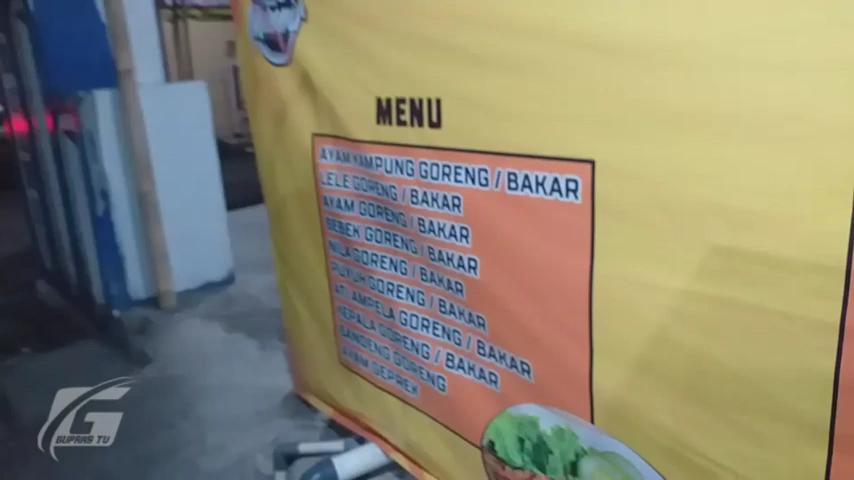 MENU
AYAM KAMPUNG GORENG / BAKAR
LELE GORENG / BAKAR
AYAM GORENG / BAKAR
BEBEK GORENG / BAKAR
NILA GORENG / BAKAR
PUYUH GORENG / BAKAR
ATI AMPELA GORENG / BAKAR
KEPALA GORENG / BAKAR
BANDENG GORENG
AYAM GEPREK
G
GUPRAS TV